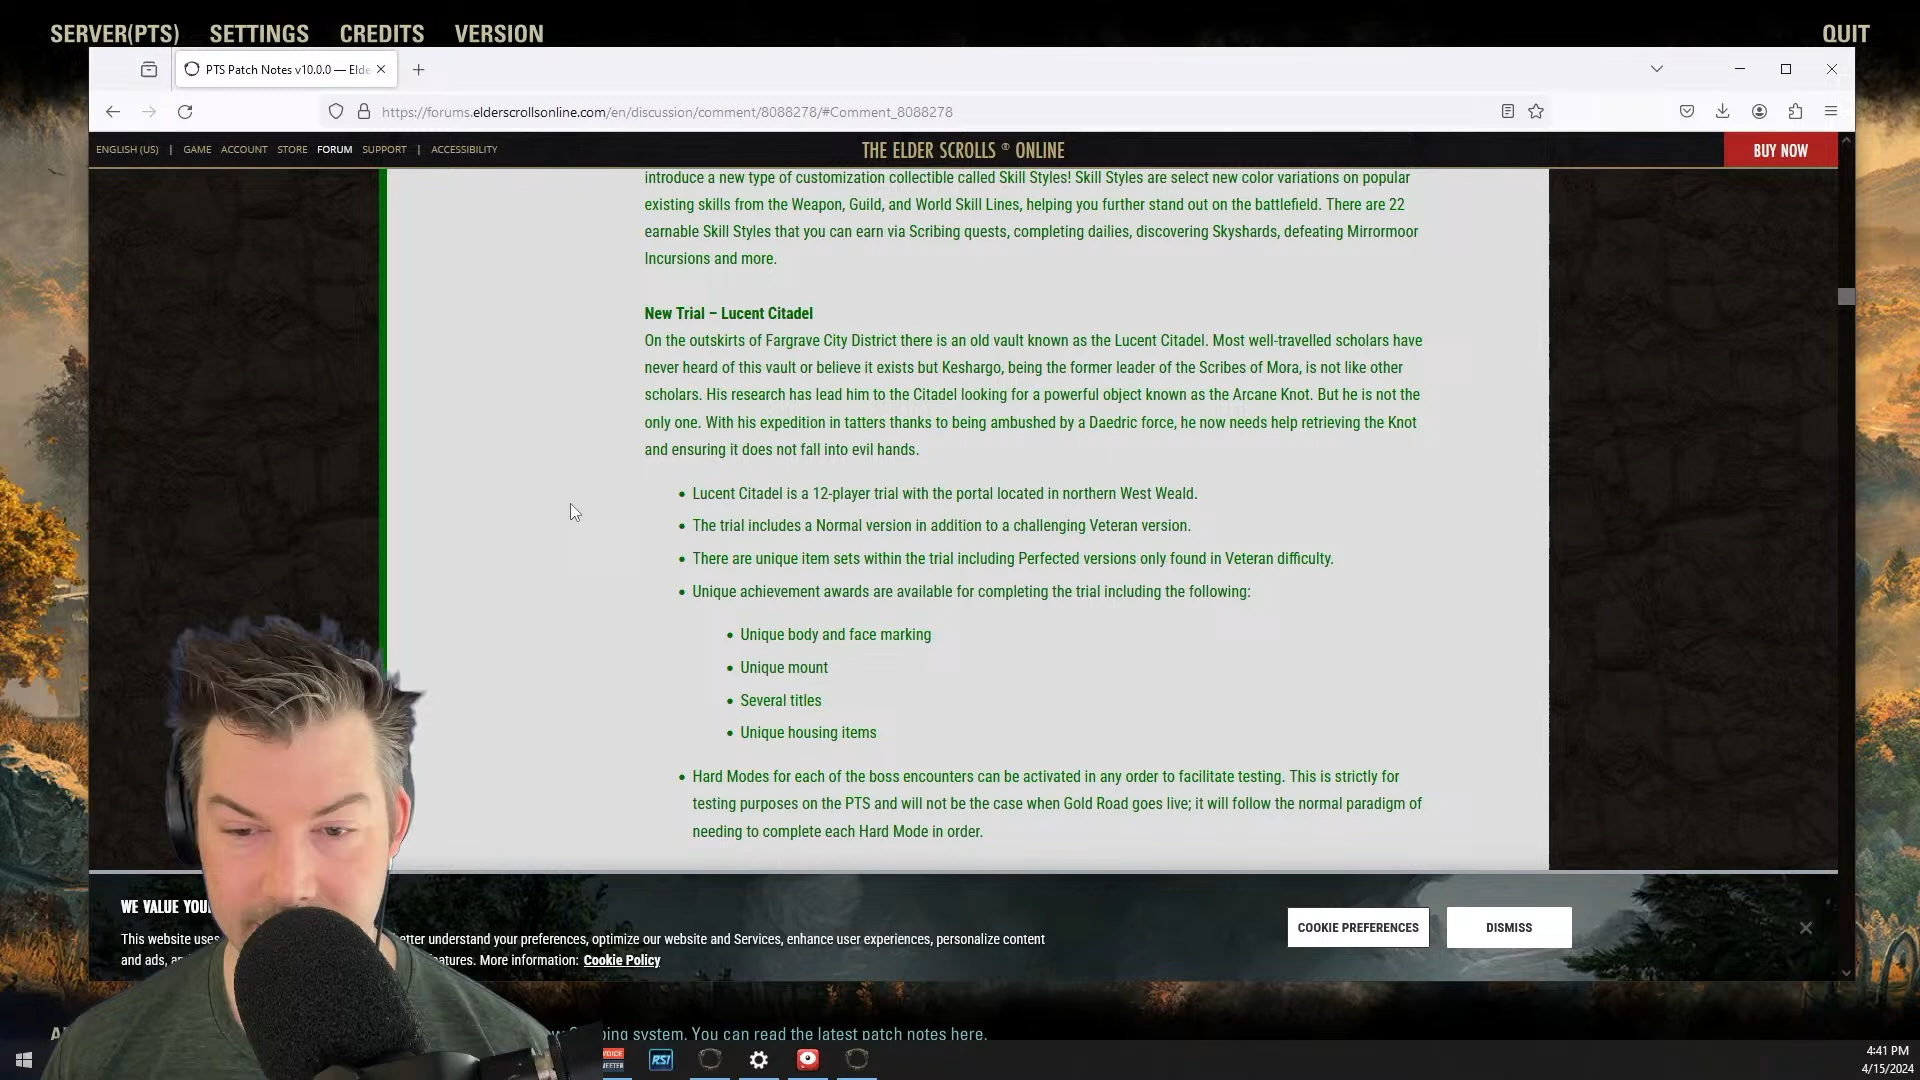 SERVER(PTS) SETTINGS CREDITS VERSION QUIT
PTS Patch Notes v10.0.0 — Elde
https://forums.elderscrollsonline.com/en/discussion/comment/8088278/#Comment_8088278
ENGLISH (US) | GAME ACCOUNT STORE FORUM SUPPORT | ACCESSIBILITY
THE ELDER SCROLLS ® ONLINE
BUY NOW
introduce a new type of customization collectible called Skill Styles! Skill Styles are select new color variations on popular
existing skills from the Weapon, Guild, and World Skill Lines, helping you further stand out on the battlefield. There are 22
earnable Skill Styles that you can earn via Scribing quests, completing dailies, discovering Skyshards, defeating Mirrormoor
Incursions and more.
New Trial – Lucent Citadel
On the outskirts of Fargrave City District there is an old vault known as the Lucent Citadel. Most well-travelled scholars have
never heard of this vault or believe it exists but Keshargo, being the former leader of the Scribes of Mora, is not like other
scholars. His research has lead him to the Citadel looking for a powerful object known as the Arcane Knot. But he is not the
only one. With his expedition in tatters thanks to being ambushed by a Daedric force, he now needs help retrieving the Knot
and ensuring it does not fall into evil hands.
• Lucent Citadel is a 12-player trial with the portal located in northern West Weald.
• The trial includes a Normal version in addition to a challenging Veteran version.
• There are unique item sets within the trial including Perfected versions only found in Veteran difficulty.
• Unique achievement awards are available for completing the trial including the following:
• Unique body and face marking
• Unique mount
• Several titles
• Unique housing items
• Hard Modes for each of the boss encounters can be activated in any order to facilitate testing. This is strictly for
testing purposes on the PTS and will not be the case when Gold Road goes live; it will follow the normal paradigm of
needing to complete each Hard Mode in order.
WE VALUE YOU
This website uses etter understand your preferences, optimize our website and Services, enhance user experiences, personalize content
and ads, an atures. More information: Cookie Policy
COOKIE PREFERENCES
DISMISS
system. You can read the latest patch notes here.
VOICE
MEETER
RSI
4:41 PM
4/15/2024